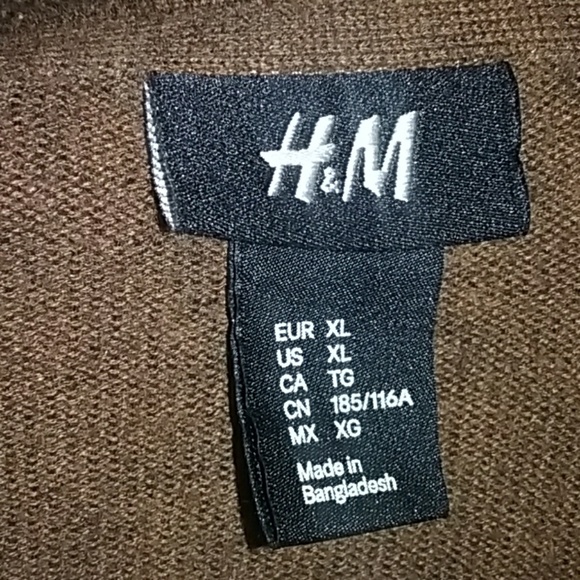 H&M
EUR XL
US XL
CA TG
CN 185/116A
MX XG
Made in
Bangladesh